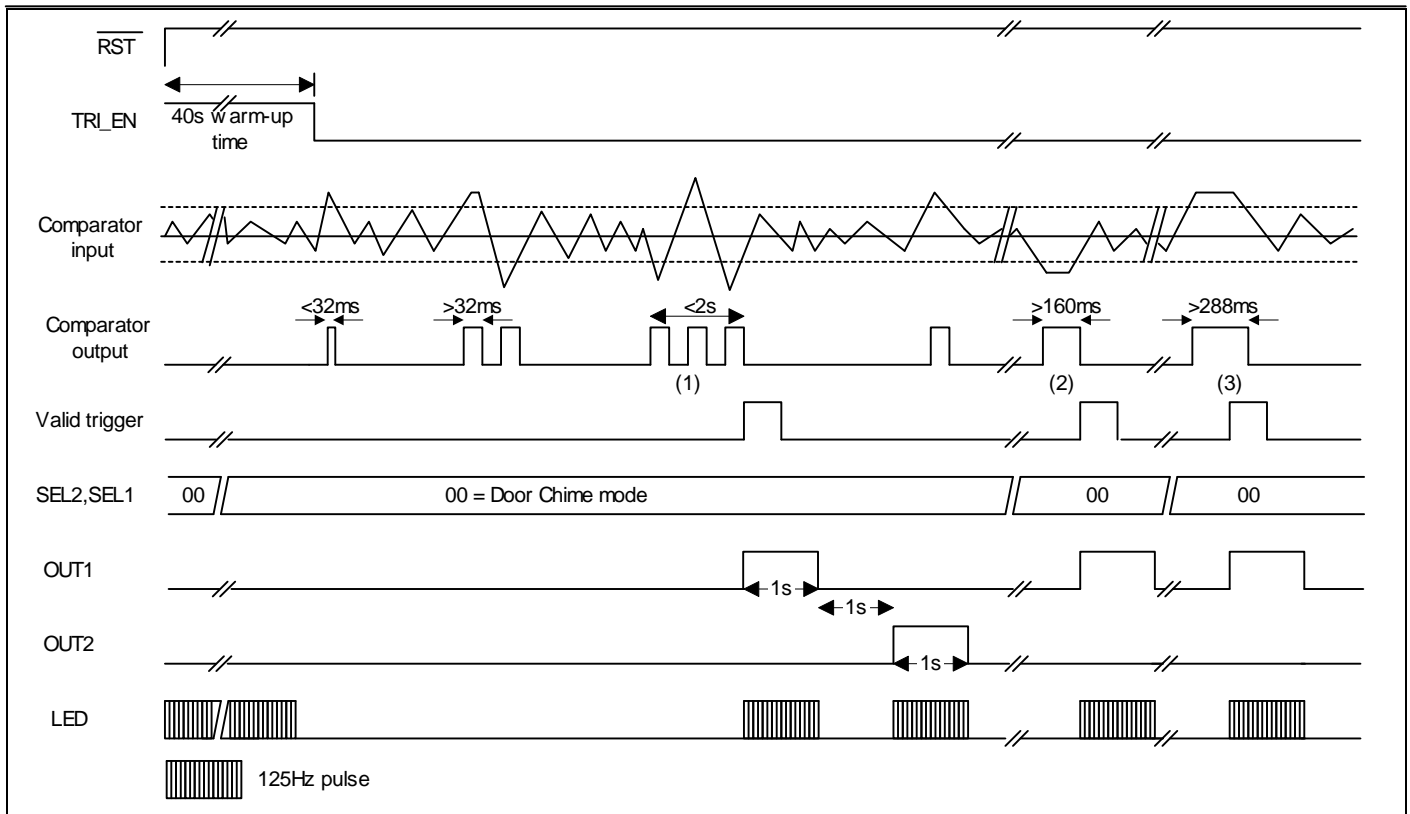 RST
TRI_EN
40s warm-up
time
Comparator
input
Comparator
output
<32ms
>32ms
<2s
>160ms
>288ms
(1)
(2)
(3)
Valid trigger
SEL2,SEL1
00
00 = Door Chime mode
00
00
OUT1
1s
1s
OUT2
1s
LED
125Hz pulse